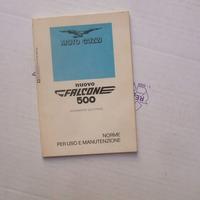 MOTO GUZZI
nuovo
FALCONE
500
NORME
PER USO E MANUTENZIONE